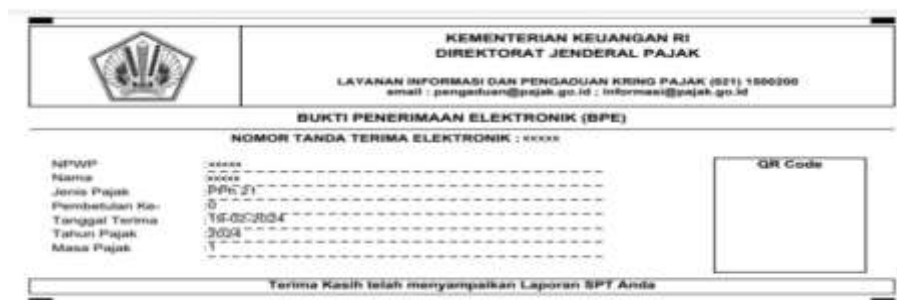 KEMENTERIAN KEUANGAN RI
DIREKTORAT JENDERAL PAJAK
LAYANAN INFORMASI DAN PENGADUAN KRING PAJAK (021) 1500200
email : pengaduan@pajak.go.id ; informasi@pajak.go.id
BUKTI PENERIMAAN ELEKTRONIK (BPE)
NOMOR TANDA TERIMA ELEKTRONIK : xxxxx
NPWP :xxxxx
Nama :xxxxx
Jenis Pajak :PPh 21
Pembetulan Ke- :0
Tanggal Terima 02-2024
Tahun Pajak :2024
Masa Pajak :1
QR Code
Terima Kasih telah menyampaikan Laporan SPT Anda